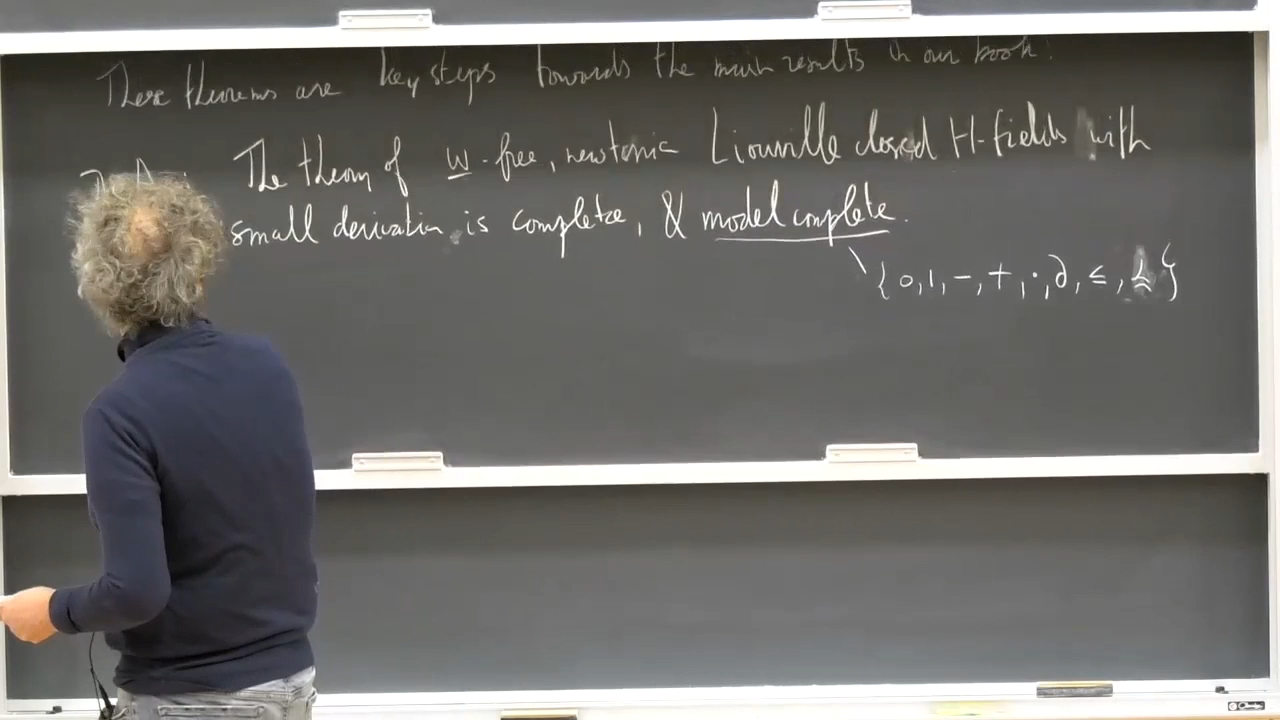 These theorems are key steps towards the main results in our book.
The theory of ω-free, newtonic Liouville closed H-fields with
small derivation is complete, & model complete.
{0,1,-,+,·,∂,≤,≼}